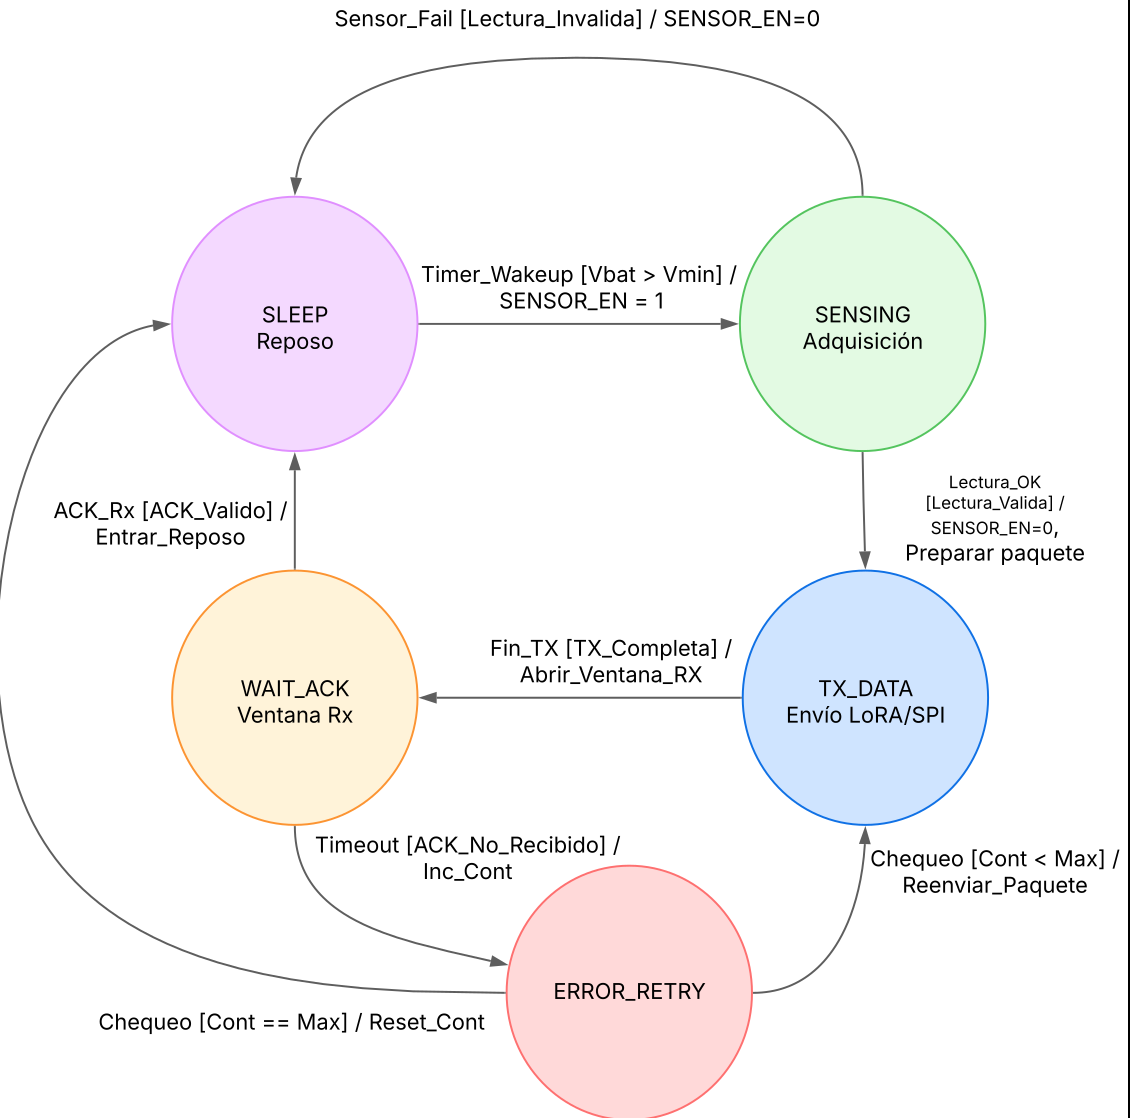 Sensor_Fail [Lectura_Invalida] / SENSOR_EN=0
Timer_Wakeup [Vbat > Vmin] /
SENSOR_EN = 1
SLEEP
Reposo
SENSING
Adquisición
ACK_Rx [ACK_Valido] /
Entrar_Reposo
Lectura_OK
[Lectura_Valida] /
SENSOR_EN=0,
Preparar paquete
Fin_TX [TX_Completa] /
Abrir_Ventana_RX
WAIT_ACK
Ventana Rx
TX_DATA
Envío LoRA/SPI
Timeout [ACK_No_Recibido] /
Inc_Cont
Chequeo [Cont < Max] /
Reenviar_Paquete
ERROR_RETRY
Chequeo [Cont == Max] / Reset_Cont